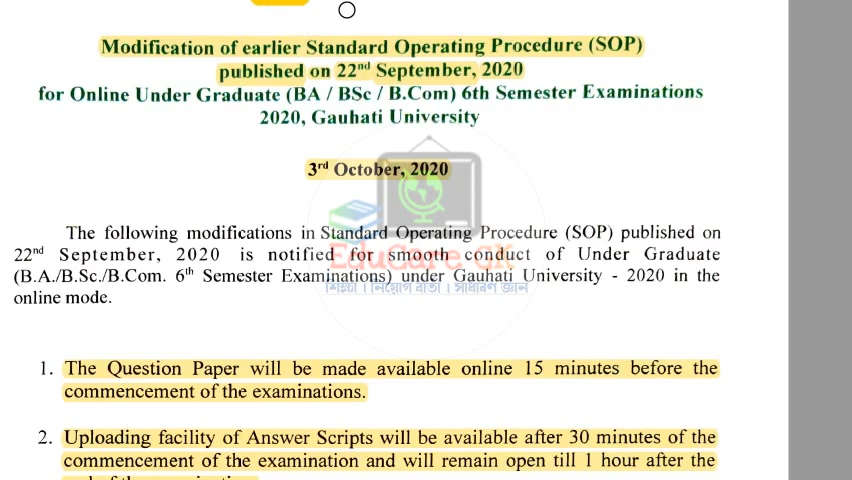 Modification of earlier Standard Operating Procedure (SOP)
published on 22nd September, 2020
for Online Under Graduate (BA / BSc / B.Com) 6th Semester Examinations
2020, Gauhati University
3rd October, 2020
The following modifications in Standard Operating Procedure (SOP) published on
22nd September, 2020 is notified for smooth conduct of Under Graduate
(B.A./B.Sc./B.Com. 6th Semester Examinations) under Gauhati University - 2020 in the
online mode.
EduCare GK
শিক্ষা | নিয়োগ বাৰ্তা | সাধাৰণ জ্ঞান
1. The Question Paper will be made available online 15 minutes before the
commencement of the examinations.
2. Uploading facility of Answer Scripts will be available after 30 minutes of the
commencement of the examination and will remain open till 1 hour after the